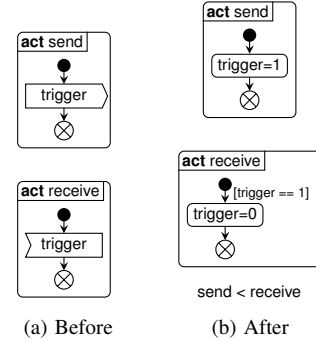 act send
trigger
act receive
trigger
(a) Before
act send
trigger=1
act receive
[trigger == 1]
trigger=0
send < receive
(b) After